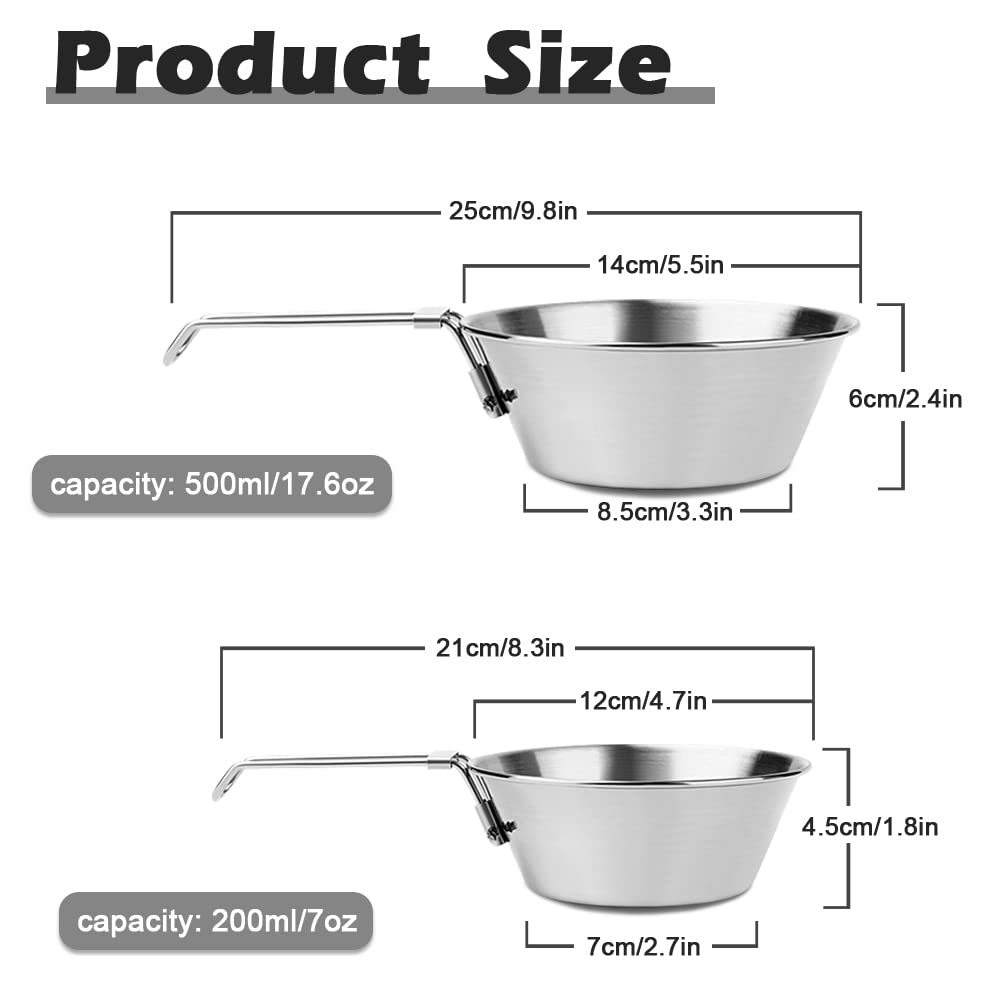 Product Size
25cm/9.8in
14cm/5.5in
6cm/2.4in
capacity: 500ml/17.6oz
8.5cm/3.3in
21cm/8.3in
12cm/4.7in
4.5cm/1.8in
capacity: 200ml/7oz
7cm/2.7in